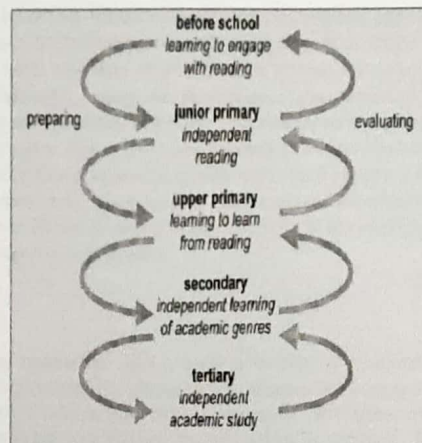 before school
learning to engage
with reading
preparing
junior primary
evaluating
independent
reading
upper primary
learning to learn
from reading
secondary
independent learning
of academic genres
tertiary
independent
academic study